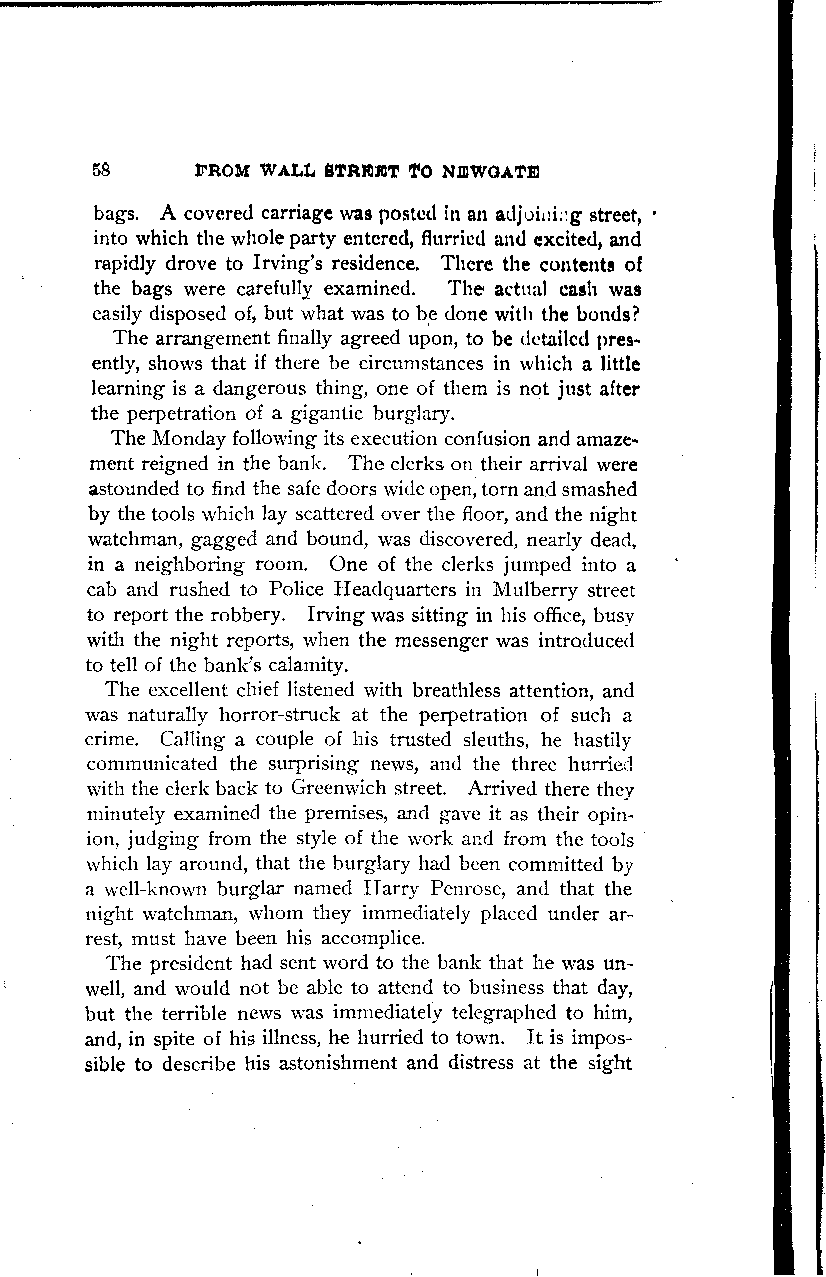 58 FROM WALL STREET TO NEWGATE
bags. A covered carriage was posted in an adjoining street,
into which the whole party entered, flurried and excited, and
rapidly drove to Irving's residence. There the contents of
the bags were carefully examined. The actual cash was
easily disposed of, but what was to be done with the bonds?
The arrangement finally agreed upon, to be detailed pres-
ently, shows that if there be circumstances in which a little
learning is a dangerous thing, one of them is not just after
the perpetration of a gigantic burglary.
The Monday following its execution confusion and amaze-
ment reigned in the bank. The clerks on their arrival were
astounded to find the safe doors wide open, torn and smashed
by the tools which lay scattered over the floor, and the night
watchman, gagged and bound, was discovered, nearly dead,
in a neighboring room. One of the clerks jumped into a
cab and rushed to Police Headquarters in Mulberry street
to report the robbery. Irving was sitting in his office, busy
with the night reports, when the messenger was introduced
to tell of the bank's calamity.
The excellent chief listened with breathless attention, and
was naturally horror-struck at the perpetration of such a
crime. Calling a couple of his trusted sleuths, he hastily
communicated the surprising news, and the three hurried
with the clerk back to Greenwich street. Arrived there they
minutely examined the premises, and gave it as their opin-
ion, judging from the style of the work and from the tools
which lay around, that the burglary had been committed by
a well-known burglar named Harry Penrose, and that the
night watchman, whom they immediately placed under ar-
rest, must have been his accomplice.
The president had sent word to the bank that he was un-
well, and would not be able to attend to business that day,
but the terrible news was immediately telegraphed to him,
and, in spite of his illness, he hurried to town. It is impos-
sible to describe his astonishment and distress at the sight